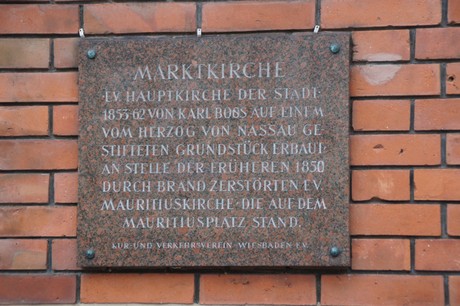 MARKTKIRCHE
·EV. HAUPTKIRCHE DER STADT·
1853-62 VON KARL BOOS AUF EINEM
VOM HERZOG VON NASSAU GE
STIFTETEN GRUNDSTÜCK ERBAUT·
AN STELLE DER FRÜHEREN 1850
DURCH BRAND ZERSTÖRTEN EV.
MAURITIUSKIRCHE·DIE AUF DEM
MAURITIUSPLATZ STAND.
KUR UND VERKEHRSVEREIN WIESBADEN E.V.